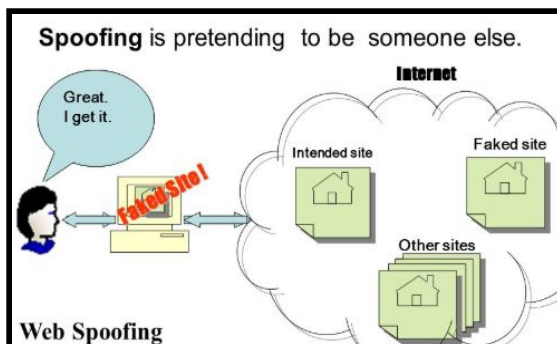 Spoofing is pretending to be someone else.
Internet
Great.
I get it.
Faked Site !
Intended site
Faked site
Other sites
Web Spoofing